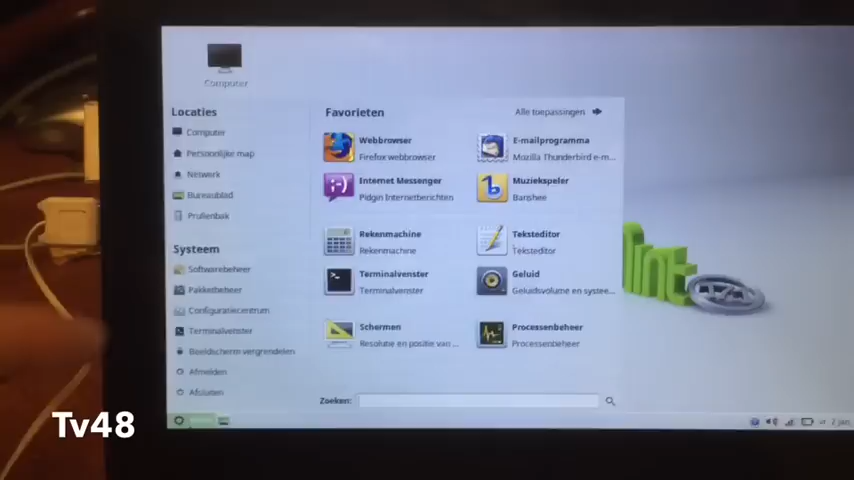 Computer
Locaties
Computer
Persoonlijke map
Netwerk
Bureaublad
Prullenbak
Systeem
Softwarebeheer
Pakketbeheer
Configuratiecentrum
Terminalvenster
Beeldscherm vergrendelen
Afmelden
Afsluiten
Favorieten
Alle toepassingen
Webbrowser
Firefox webbrowser
E-mailprogramma
Mozilla Thunderbird e-m...
Internet Messenger
Pidgin Internetberichten
Muziekspeler
Banshee
Rekenmachine
Rekenmachine
Teksteditor
Teksteditor
Terminalvenster
Terminalvenster
Geluid
Geluidsvolume en systee...
Schermen
Resolutie en positie van ...
Processenbeheer
Processenbeheer
Zoeken:
2 jan,
Tv48